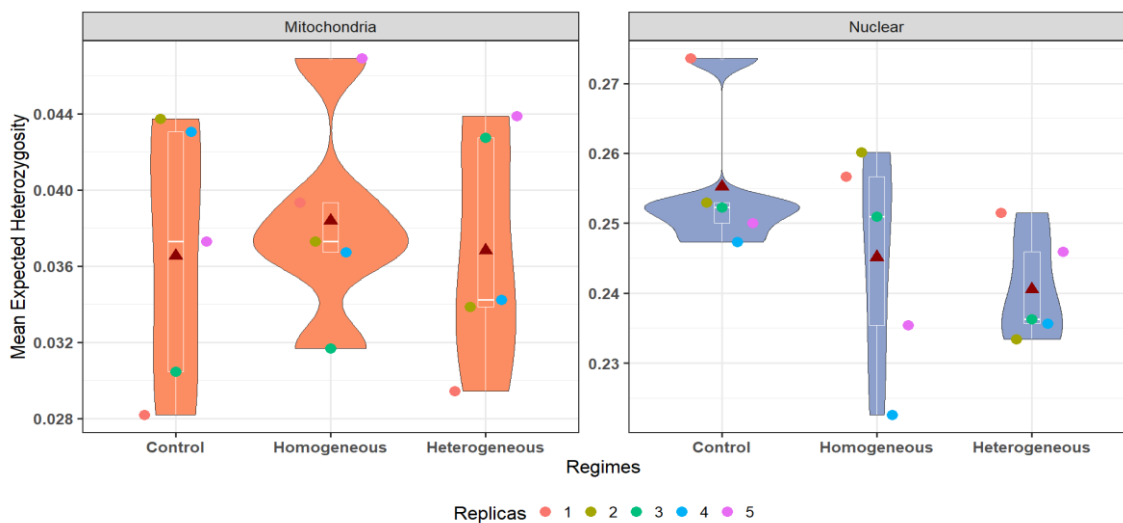 Mitochondria
Nuclear
Mean Expected Heterozygosity
0.044
0.040
0.036
0.032
0.028
0.27
0.26
0.25
0.24
0.23
Control Homogeneous Heterogeneous
Control Homogeneous Heterogeneous
Regimes
Replicas 1 2 3 4 5